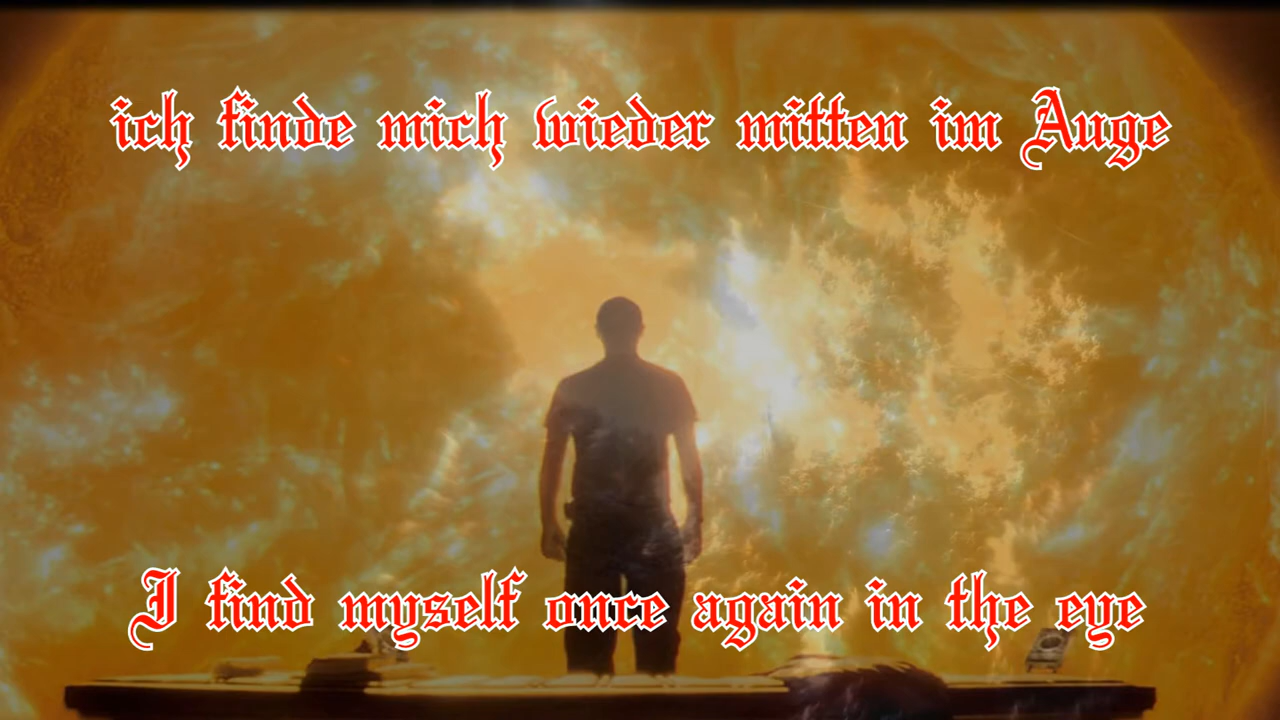 ich finde mich wieder mitten im Auge
I find myself once again in the eye